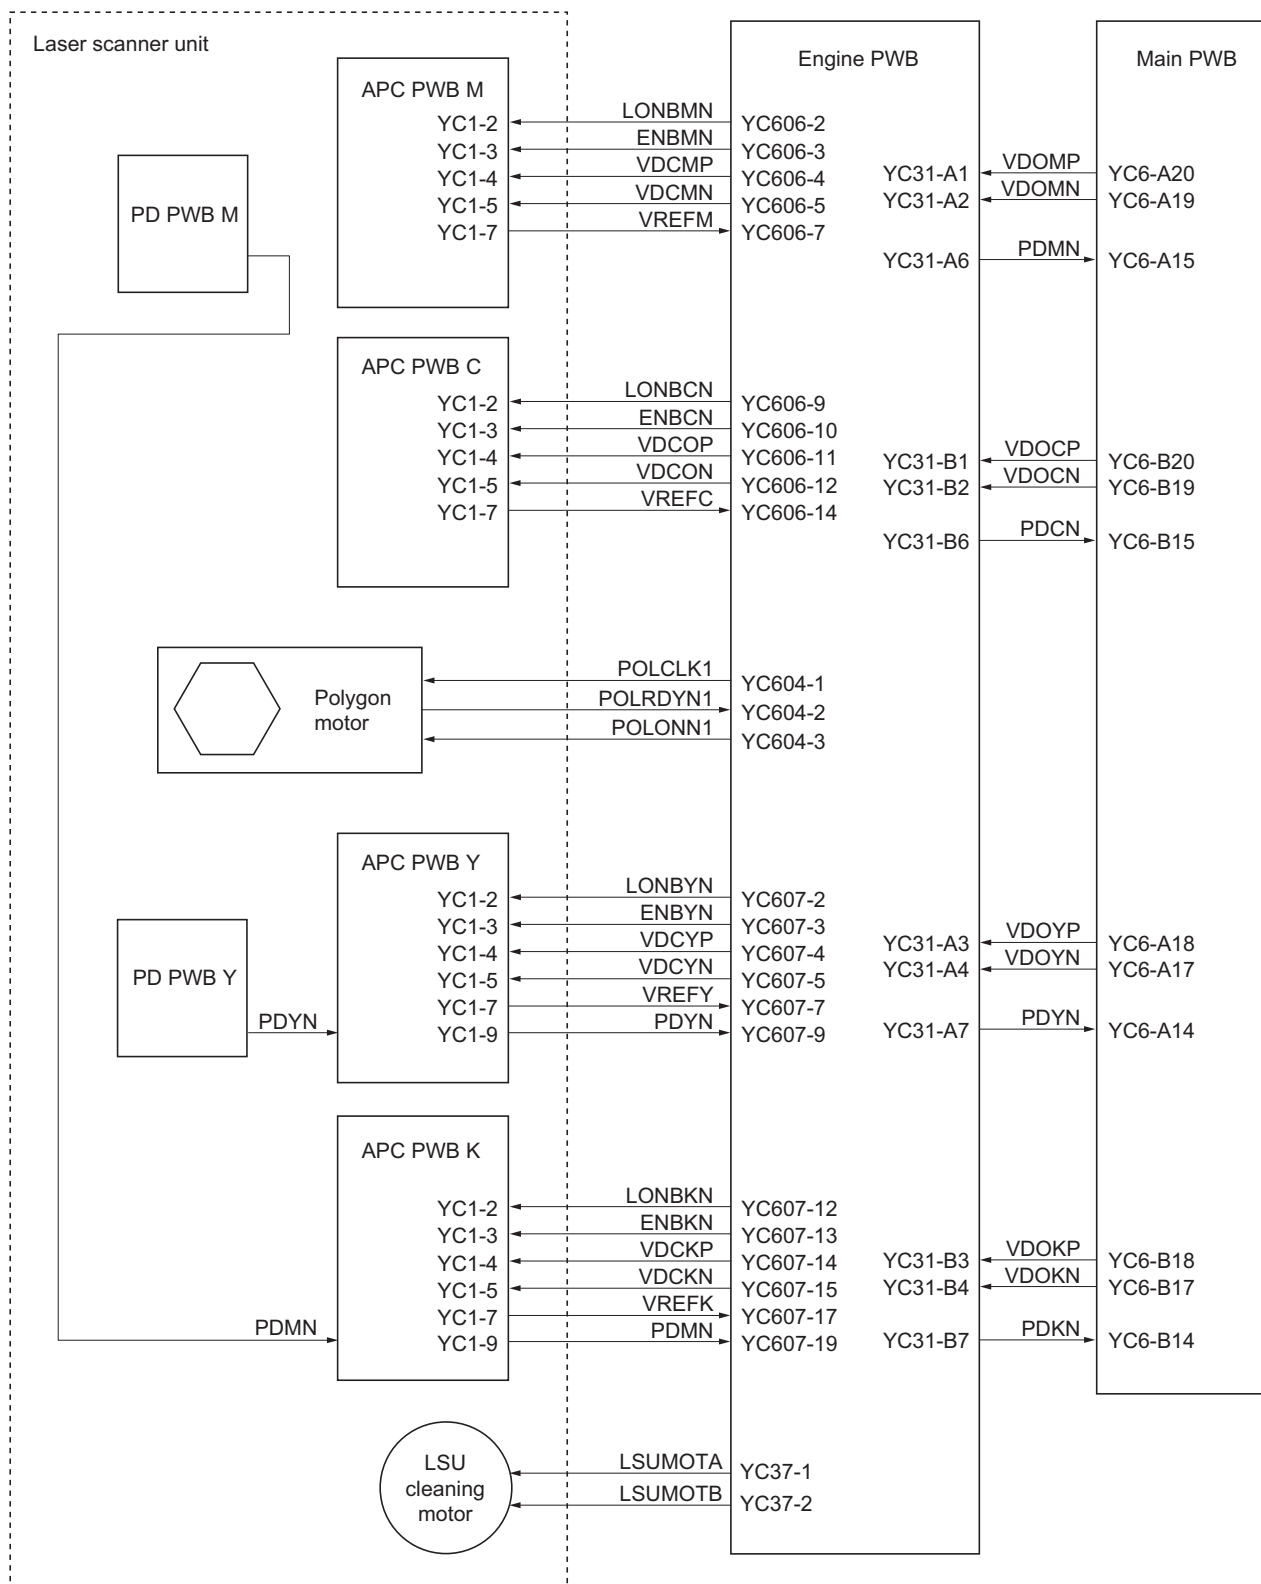 Laser scanner unit
Engine PWB
Main PWB
APC PWB M
YC1-2
LONBMN
YC606-2
YC1-3
ENBMN
YC606-3
YC1-4
VDCMP
YC606-4
YC1-5
VDCMN
YC606-5
YC1-7
VREFM
YC606-7
PD PWB M
YC31-A1
VDOMP
YC6-A20
YC31-A2
VDOMN
YC6-A19
YC31-A6
PDMN
YC6-A15
APC PWB C
YC1-2
LONBCN
YC606-9
YC1-3
ENBCN
YC606-10
YC1-4
VDCOP
YC606-11
YC1-5
VDCON
YC606-12
YC1-7
VREFC
YC606-14
YC31-B1
VDOCP
YC6-B20
YC31-B2
VDOCN
YC6-B19
YC31-B6
PDCN
YC6-B15
Polygon
motor
POLCLK1
YC604-1
POLRDYN1
YC604-2
POLONN1
YC604-3
APC PWB Y
YC1-2
LONBYN
YC607-2
YC1-3
ENBYN
YC607-3
YC1-4
VDCYP
YC607-4
YC1-5
VDCYN
YC607-5
YC1-7
VREFY
YC607-7
YC1-9
PDYN
YC607-9
PD PWB Y
PDYN
YC31-A3
VDOYP
YC6-A18
YC31-A4
VDOYN
YC6-A17
YC31-A7
PDYN
YC6-A14
APC PWB K
YC1-2
LONBKN
YC607-12
YC1-3
ENBKN
YC607-13
YC1-4
VDCKP
YC607-14
YC1-5
VDCKN
YC607-15
YC1-7
VREFK
YC607-17
PDMN
YC1-9
PDMN
YC607-19
YC31-B3
VDOKP
YC6-B18
YC31-B4
VDOKN
YC6-B17
YC31-B7
PDKN
YC6-B14
LSU
cleaning
motor
LSUMOTA
YC37-1
LSUMOTB
YC37-2